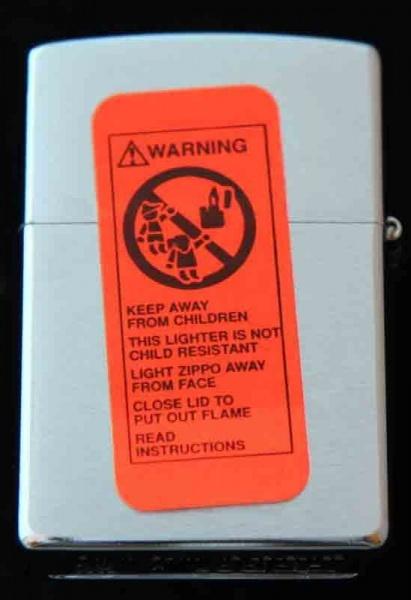 WARNING
KEEP AWAY
FROM CHILDREN
THIS LIGHTER IS NOT
CHILD RESISTANT
LIGHT ZIPPO AWAY
FROM FACE
CLOSE LID TO
PUT OUT FLAME
READ
INSTRUCTIONS